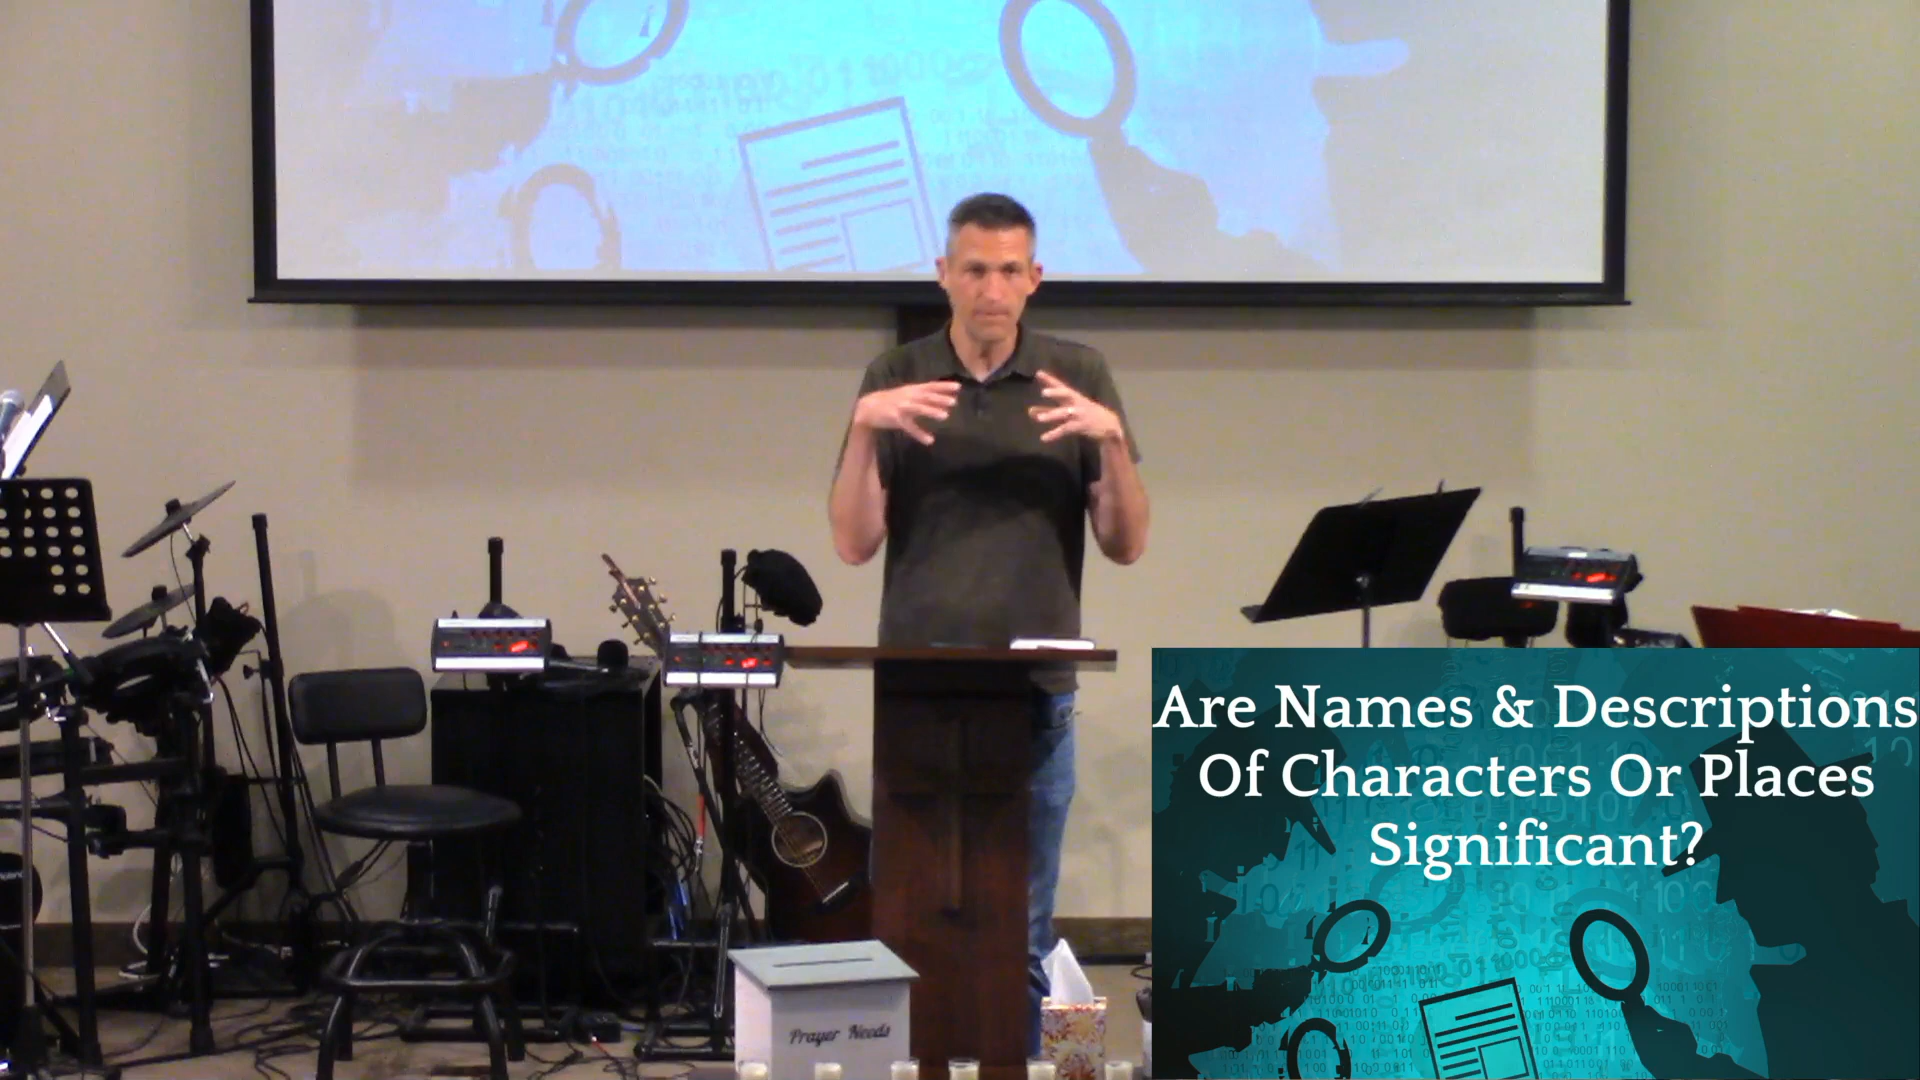 Are Names & Descriptions
Of Characters Or Places
Significant?
Prayer Needs